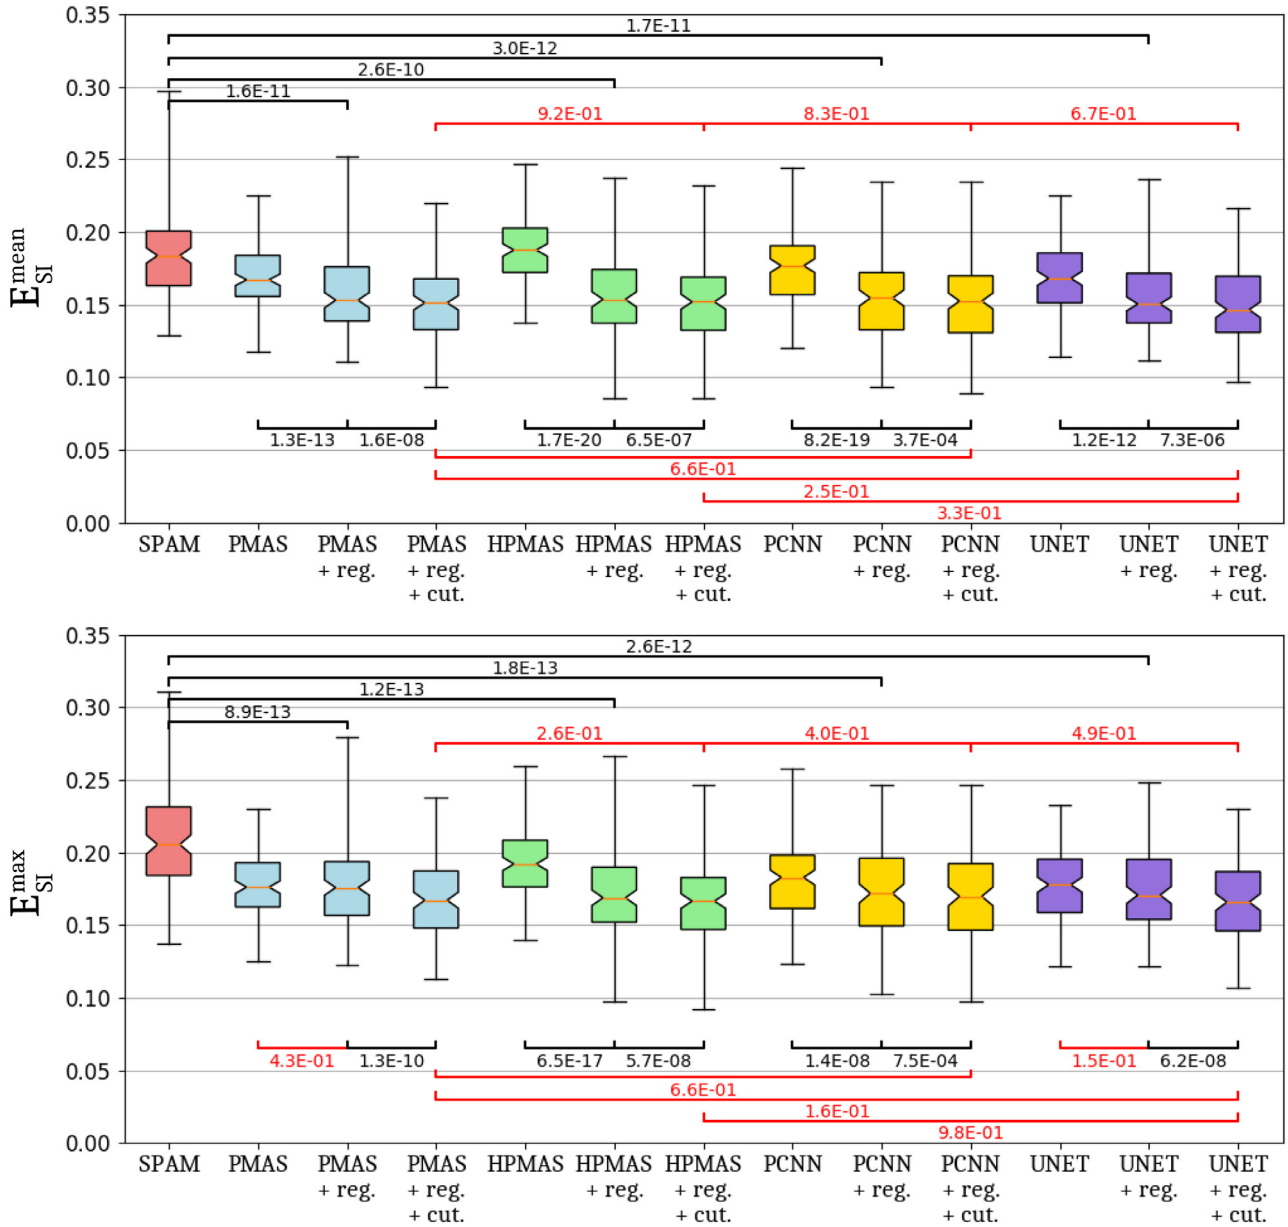 0.35
1.7E-11
3.0E-12
2.6E-10
0.30
1.6E-11
9.2E-01 8.3E-01 6.7E-01
0.25
0.20
E SI mean
0.15
0.10
1.3E-13 1.6E-08 1.7E-20 6.5E-07 8.2E-19 3.7E-04 1.2E-12 7.3E-06
0.05
6.6E-01
2.5E-01
3.3E-01
0.00
SPAM PMAS PMAS HPMAS HPMAS HPMAS PCNN PCNN PCNN UNET UNET UNET
+ reg. + reg. + reg. + reg. + reg. + reg. + reg. + reg.
+ cut. + cut. + cut. + cut.
0.35
2.6E-12
1.8E-13
1.2E-13
0.30
8.9E-13
2.6E-01 4.0E-01 4.9E-01
0.25
0.20
E SI max
0.15
0.10
4.3E-01 1.3E-10 6.5E-17 5.7E-08 1.4E-08 7.5E-04 1.5E-01 6.2E-08
0.05
6.6E-01
1.6E-01
9.8E-01
0.00
SPAM PMAS PMAS PMAS HPMAS HPMAS HPMAS PCNN PCNN PCNN UNET UNET UNET
+ reg. + reg. + reg. + reg. + reg. + reg. + reg. + reg.
+ cut. + cut. + cut. + cut.